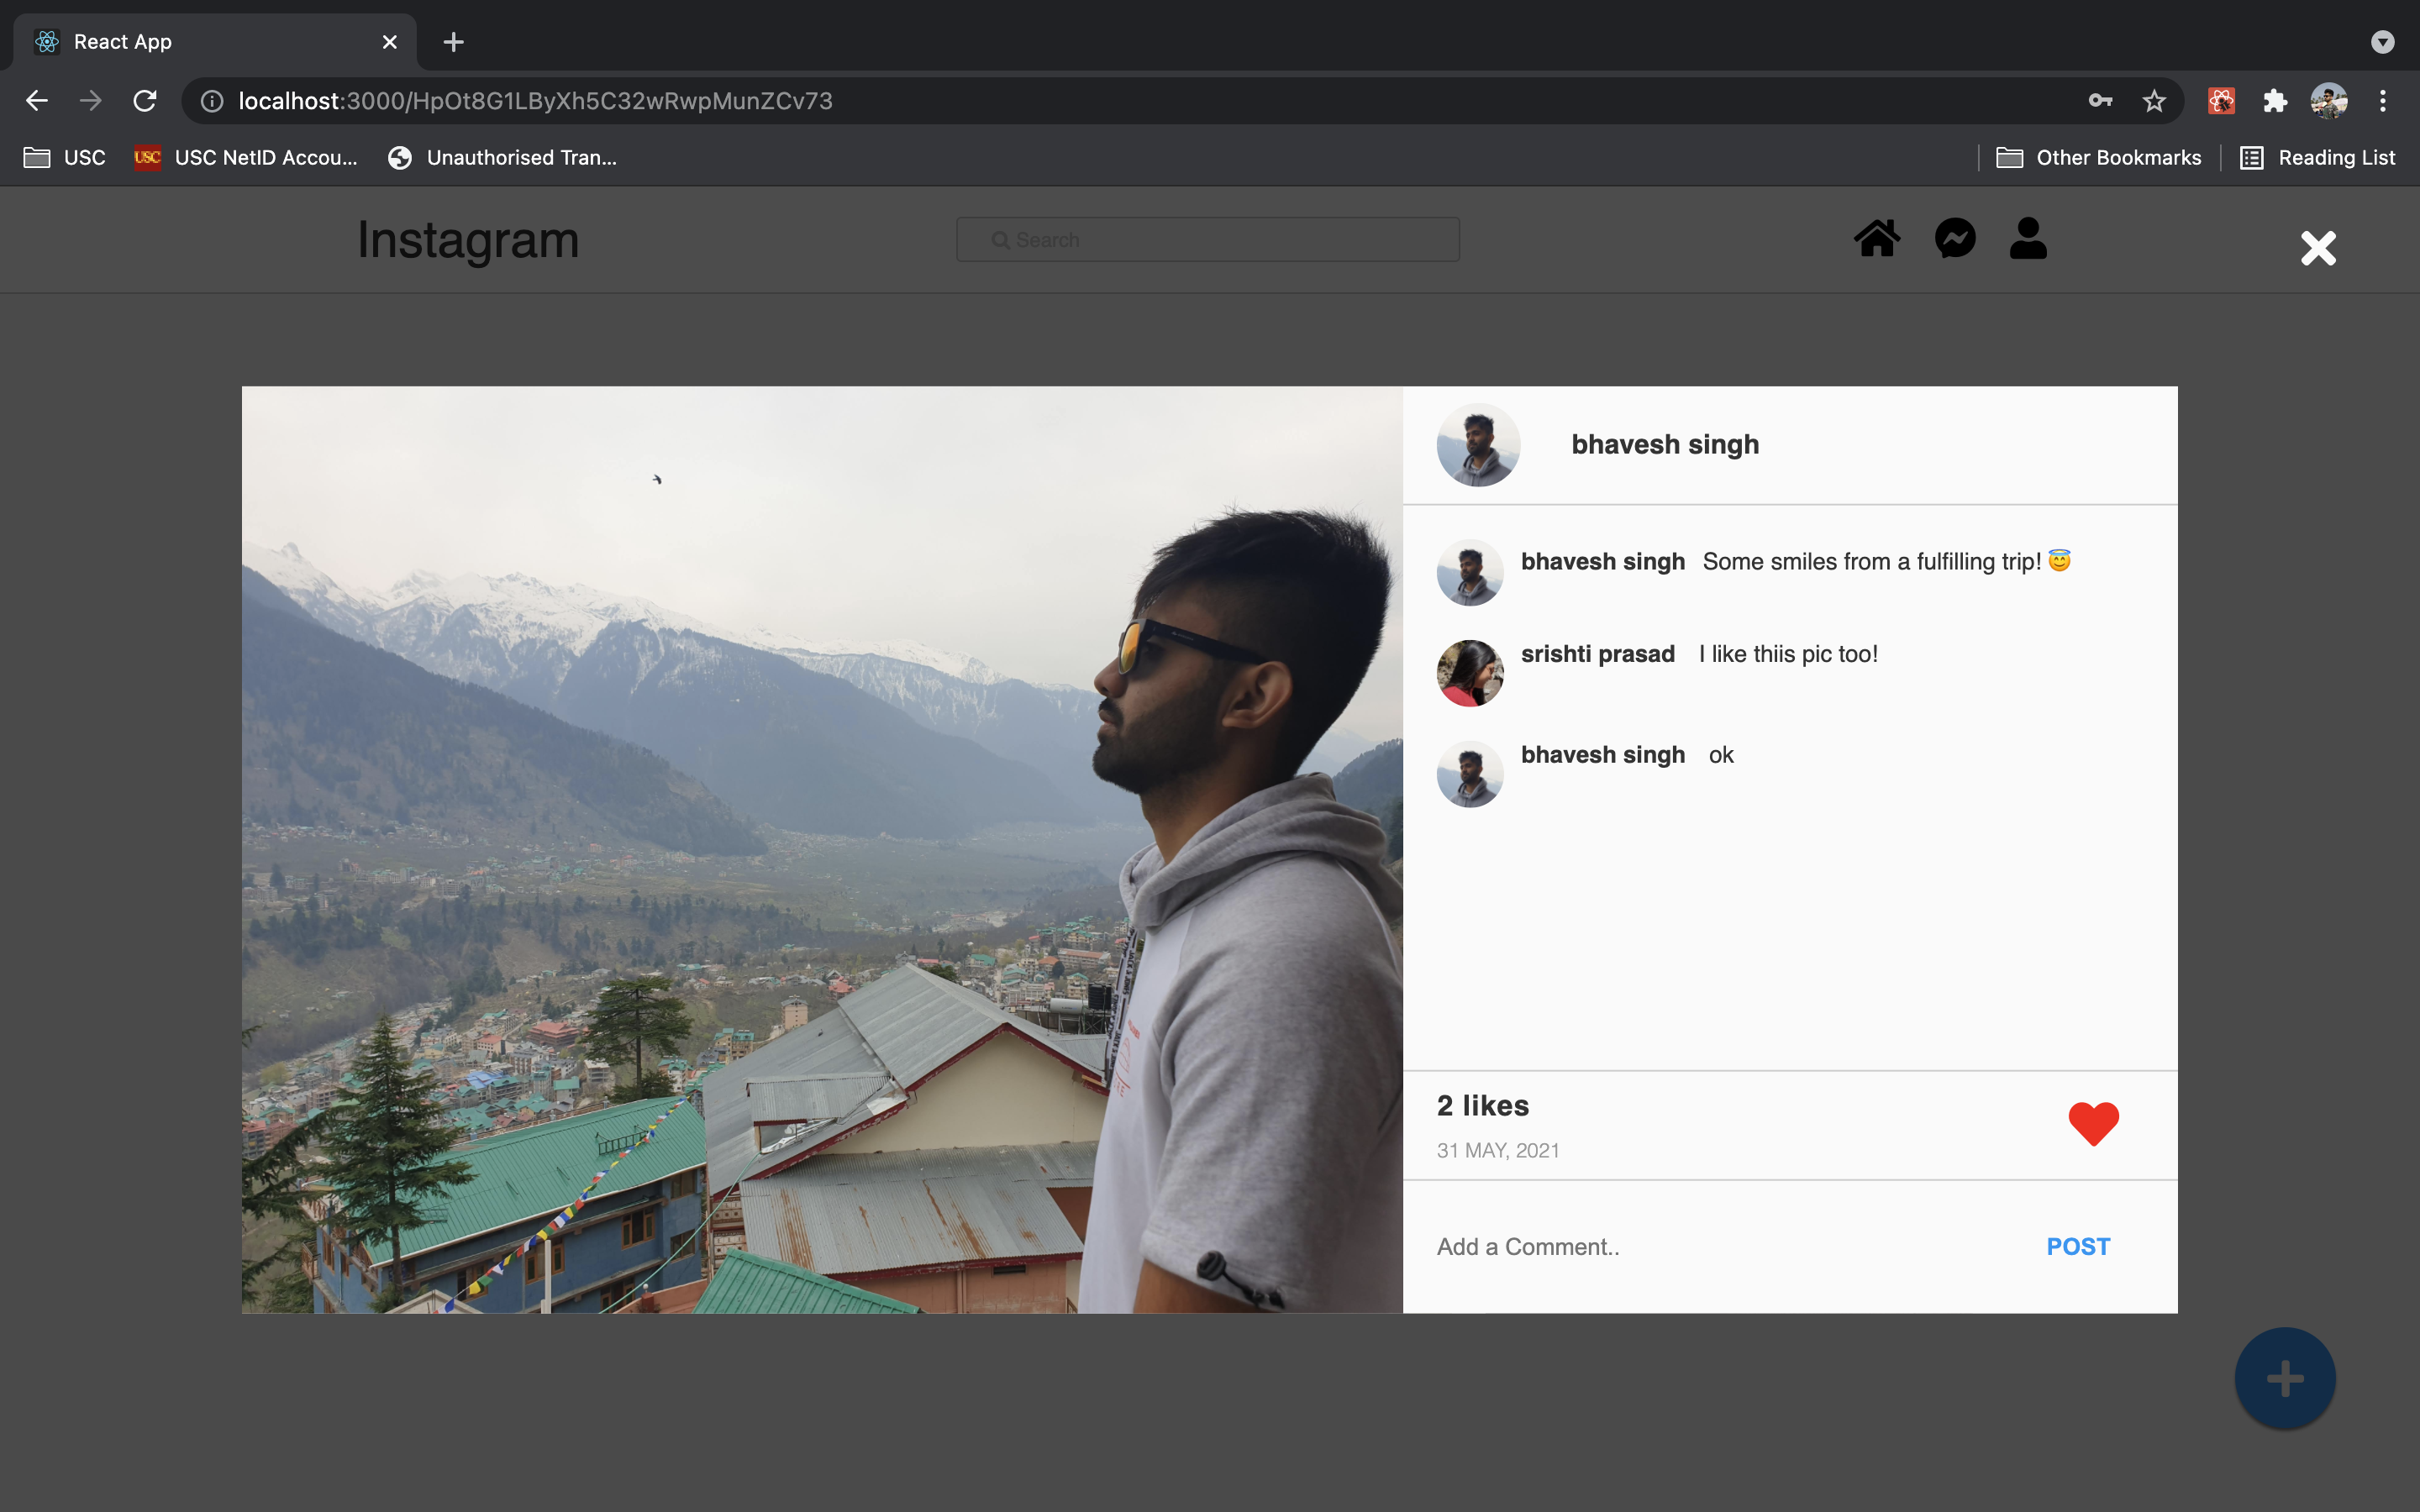 React App
localhost:3000/HpOt8G1LByXh5C32wRwpMunZCv73
USC
USC
USC NetID Accou...
Unauthorised Tran...
Other Bookmarks
Reading List
Instagram
Search
bhavesh singh
bhavesh singh Some smiles from a fulfilling trip! 😇
srishti prasad I like thiis pic too!
bhavesh singh ok
2 likes
31 MAY, 2021
Add a Comment..
POST